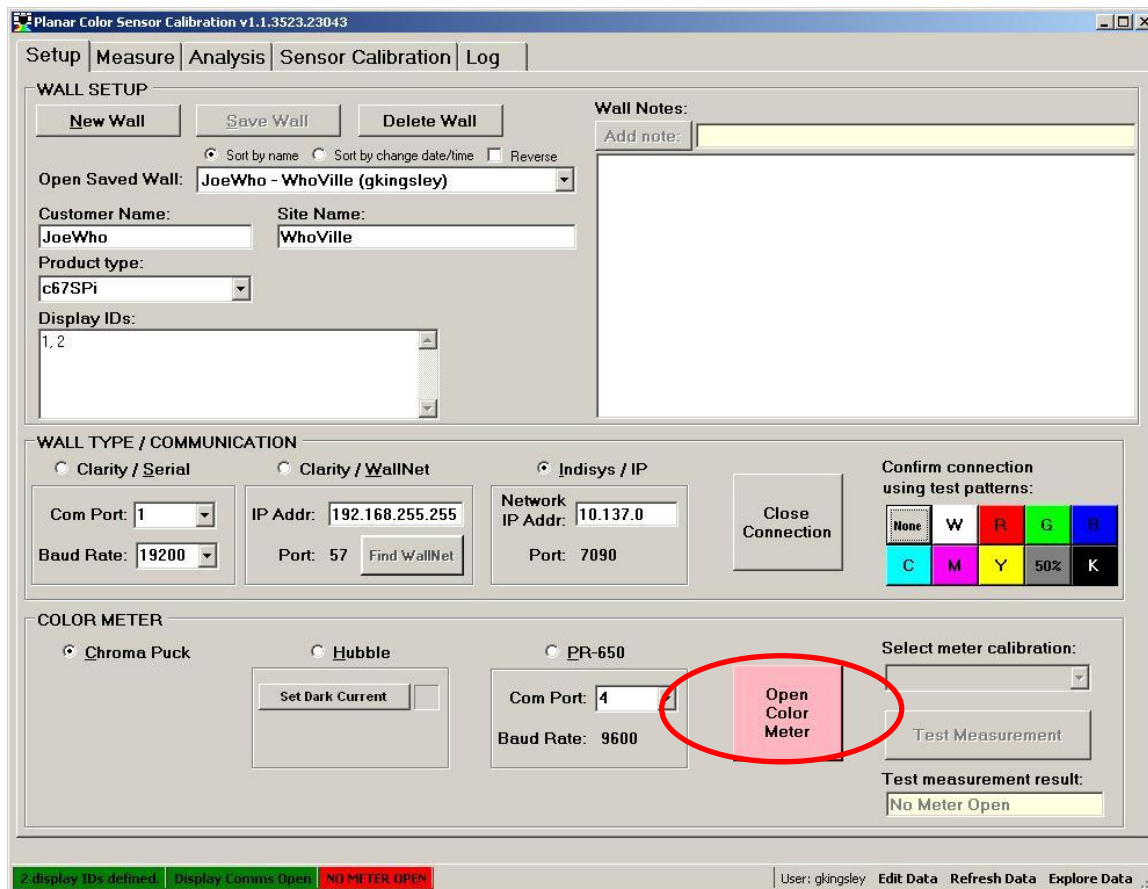 Planar Color Sensor Calibration v1.1.3523.23043
Setup Measure Analysis Sensor Calibration Log
WALL SETUP
New Wall Save Wall Delete Wall
Sort by name Sort by change date/time Reverse
Open Saved Wall: JoeWho - WhoVille (gkingsley)
Customer Name: Site Name:
JoeWho WhoVille
Product type:
c67SPi
Display IDs:
1, 2
Wall Notes:
Add note:
WALL TYPE / COMMUNICATION
Clarity / Serial
Com Port: 1
Baud Rate: 19200
Clarity / WallNet
IP Addr: 192.168.255.255
Port: 57 Find WallNet
Indisys / IP
Network
IP Addr: 10.137.0
Port: 7090
Close
Connection
Confirm connection
using test patterns:
None W R G B
C M Y 50% K
COLOR METER
Chroma Puck
Hubble
Set Dark Current
PR-650
Com Port: 4
Baud Rate: 9600
Open
Color
Meter
Select meter calibration:
Test Measurement
Test measurement result:
No Meter Open
2 display IDs defined. Display Comms Open NO METER OPEN User: gkingsley Edit Data Refresh Data Explore Data